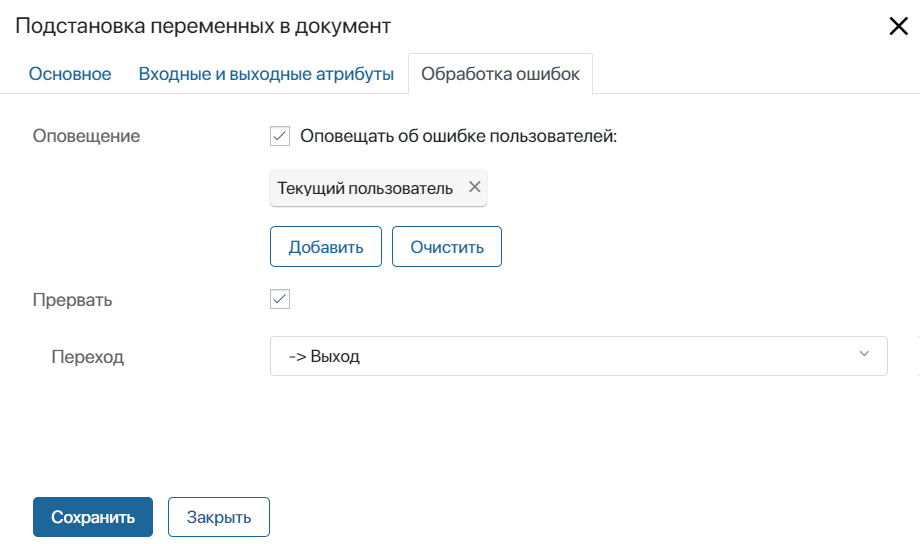 Подстановка переменных в документ
Основное Входные и выходные атрибуты Обработка ошибок
Оповещение Оповещать об ошибке пользователей:
Текущий пользователь
Добавить Очистить
Прервать
Переход -> Выход
Сохранить Закрыть